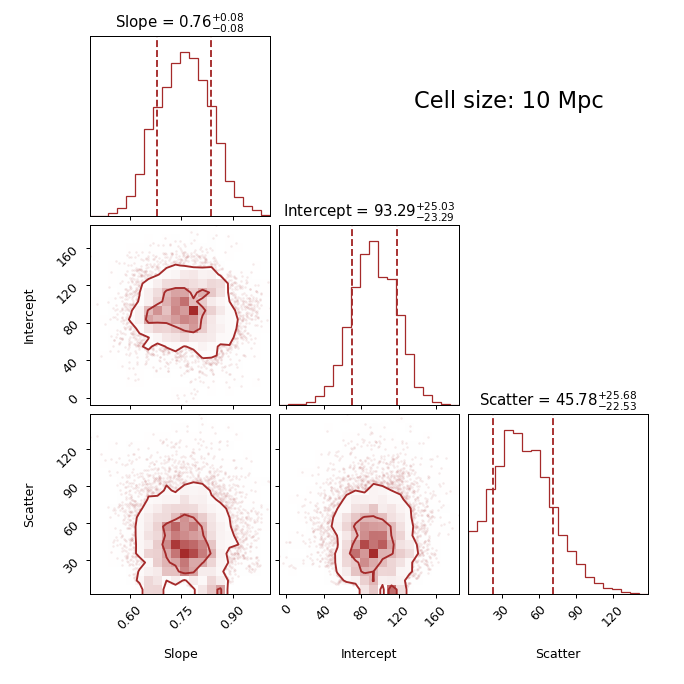 Slope = 0.76+0.08−0.08
Cell size: 10 Mpc
Intercept = 93.29+25.03−23.29
160
120
80
40
0
Intercept
Scatter = 45.78+25.68−22.53
120
90
60
30
Scatter
0.60 0.75 0.90 0 40 80 120 160 30 60 90 120
Slope Intercept Scatter